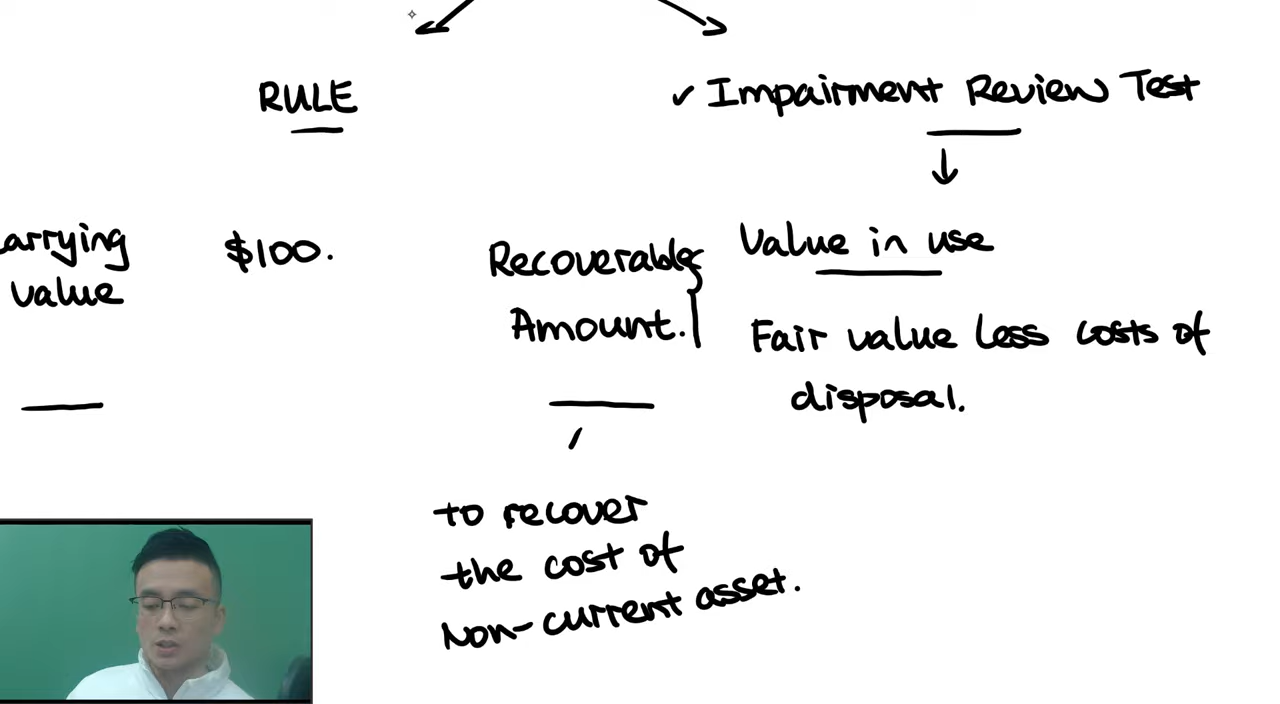 RULE
✓ Impairment Review Test
arrying
value
$100.
Recoverable
Amount.
Value in use
Fair value less costs of
disposal.
to recover
the cost of
Non-current asset.